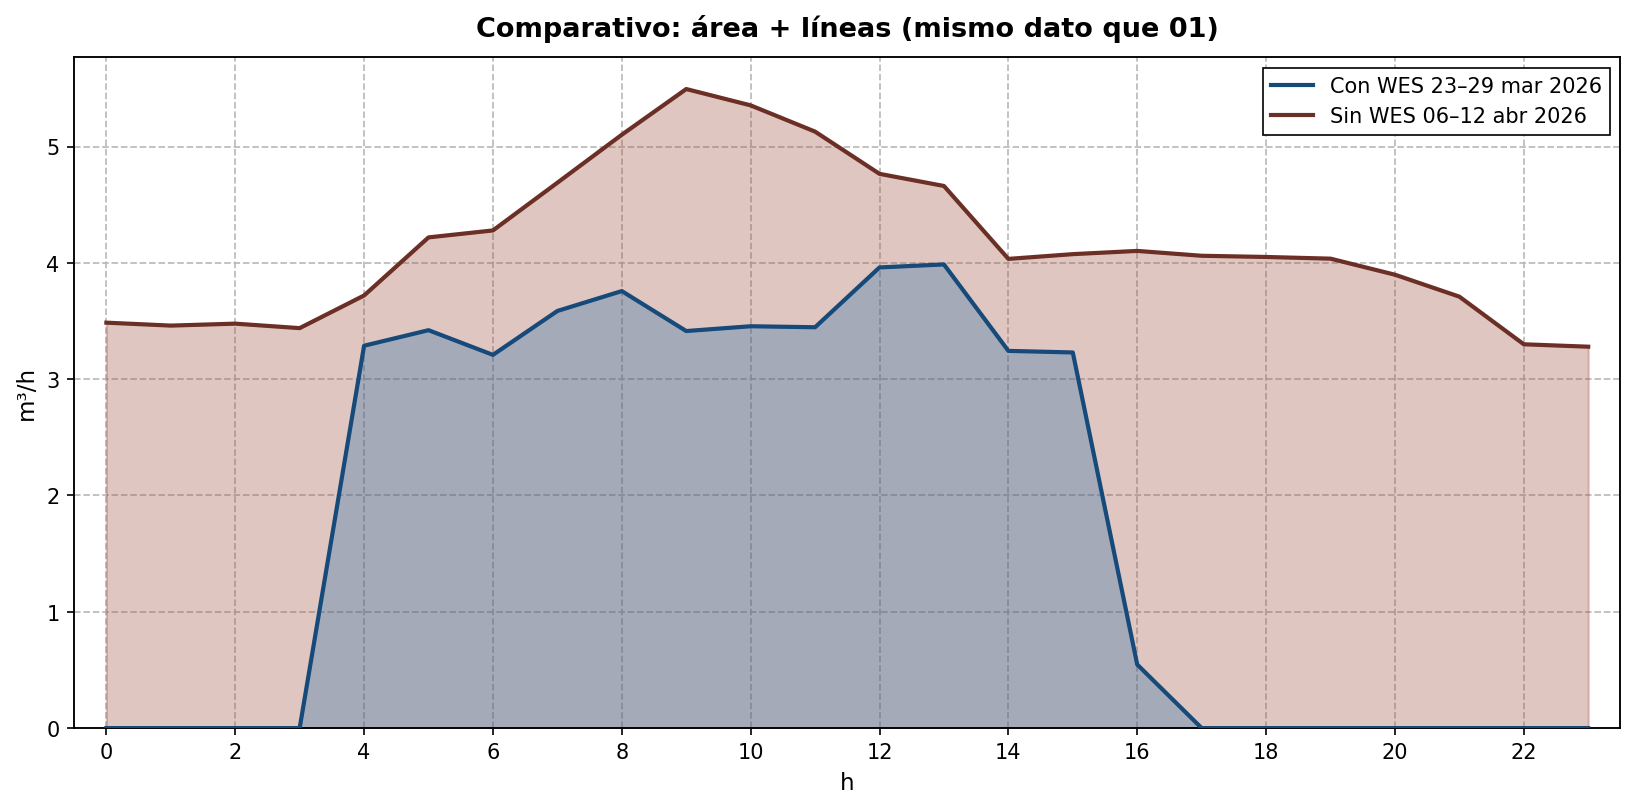 Comparativo: área + líneas (mismo dato que 01)
Con WES 23–29 mar 2026
Sin WES 06–12 abr 2026
m³/h
5
4
3
2
1
0
0 2 4 6 8 10 12 14 16 18 20 22
h